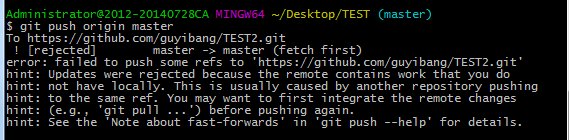 Administrator@2012-20140728CA MINGW64 ~/Desktop/TEST (master)
$ git push origin master
To https://github.com/guyibang/TEST2.git
! [rejected] master -> master (fetch first)
error: failed to push some refs to 'https://github.com/guyibang/TEST2.git'
hint: Updates were rejected because the remote contains work that you do
hint: not have locally. This is usually caused by another repository pushing
hint: to the same ref. You may want to first integrate the remote changes
hint: (e.g., 'git pull ...') before pushing again.
hint: See the 'Note about fast-forwards' in 'git push --help' for details.